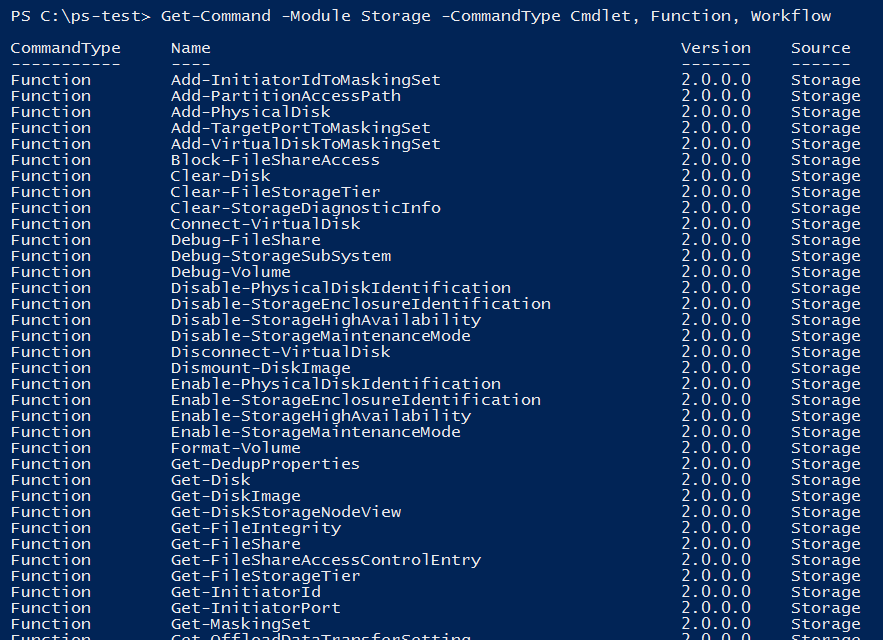 PS C:\ps-test> Get-Command -Module Storage -CommandType Cmdlet, Function, Workflow
CommandType Name Version Source
----------- ---- ------- ------
Function Add-InitiatorIdToMaskingSet 2.0.0.0 Storage
Function Add-PartitionAccessPath 2.0.0.0 Storage
Function Add-PhysicalDisk 2.0.0.0 Storage
Function Add-TargetPortToMaskingSet 2.0.0.0 Storage
Function Add-VirtualDiskToMaskingSet 2.0.0.0 Storage
Function Block-FileShareAccess 2.0.0.0 Storage
Function Clear-Disk 2.0.0.0 Storage
Function Clear-FileStorageTier 2.0.0.0 Storage
Function Clear-StorageDiagnosticInfo 2.0.0.0 Storage
Function Connect-VirtualDisk 2.0.0.0 Storage
Function Debug-FileShare 2.0.0.0 Storage
Function Debug-StorageSubSystem 2.0.0.0 Storage
Function Debug-Volume 2.0.0.0 Storage
Function Disable-PhysicalDiskIdentification 2.0.0.0 Storage
Function Disable-StorageEnclosureIdentification 2.0.0.0 Storage
Function Disable-StorageHighAvailability 2.0.0.0 Storage
Function Disable-StorageMaintenanceMode 2.0.0.0 Storage
Function Disconnect-VirtualDisk 2.0.0.0 Storage
Function Dismount-DiskImage 2.0.0.0 Storage
Function Enable-PhysicalDiskIdentification 2.0.0.0 Storage
Function Enable-StorageEnclosureIdentification 2.0.0.0 Storage
Function Enable-StorageHighAvailability 2.0.0.0 Storage
Function Enable-StorageMaintenanceMode 2.0.0.0 Storage
Function Format-Volume 2.0.0.0 Storage
Function Get-DedupProperties 2.0.0.0 Storage
Function Get-Disk 2.0.0.0 Storage
Function Get-DiskImage 2.0.0.0 Storage
Function Get-DiskStorageNodeView 2.0.0.0 Storage
Function Get-FileIntegrity 2.0.0.0 Storage
Function Get-FileShare 2.0.0.0 Storage
Function Get-FileShareAccessControlEntry 2.0.0.0 Storage
Function Get-FileStorageTier 2.0.0.0 Storage
Function Get-InitiatorId 2.0.0.0 Storage
Function Get-InitiatorPort 2.0.0.0 Storage
Function Get-MaskingSet 2.0.0.0 Storage
Function Get-OffloadDataTransferSetting 2.0.0.0 Storage